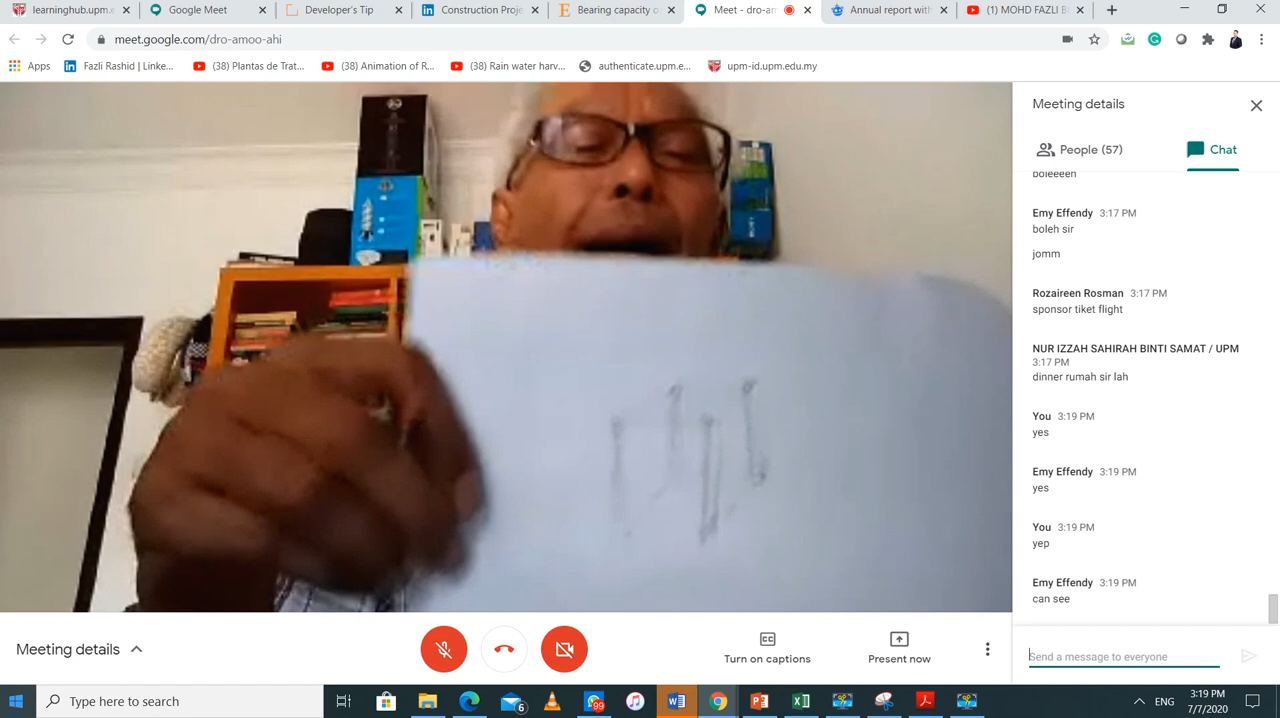 learninghub.upm.e
Google Meet
Developer's Tip
Construction Proje
Bearing capacity o
Meet - dro-am
Annual report with
(1) MOHD FAZLI B
meet.google.com/dro-amoo-ahi
Apps
Fazli Rashid | Linke...
(38) Plantas de Trat...
(38) Animation of R...
(38) Rain water harv...
authenticate.upm.e...
upm-id.upm.edu.my
Meeting details
People (57)
Chat
boleeeen
Emy Effendy 3:17 PM
boleh sir
jomm
Rozaireen Rosman 3:17 PM
sponsor tiket flight
NUR IZZAH SAHIRAH BINTI SAMAT / UPM
3:17 PM
dinner rumah sir lah
You 3:19 PM
yes
Emy Effendy 3:19 PM
yes
You 3:19 PM
yep
Emy Effendy 3:19 PM
can see
Send a message to everyone
Meeting details
Turn on captions
Present now
Type here to search
6
99
ENG
3:19 PM
7/7/2020